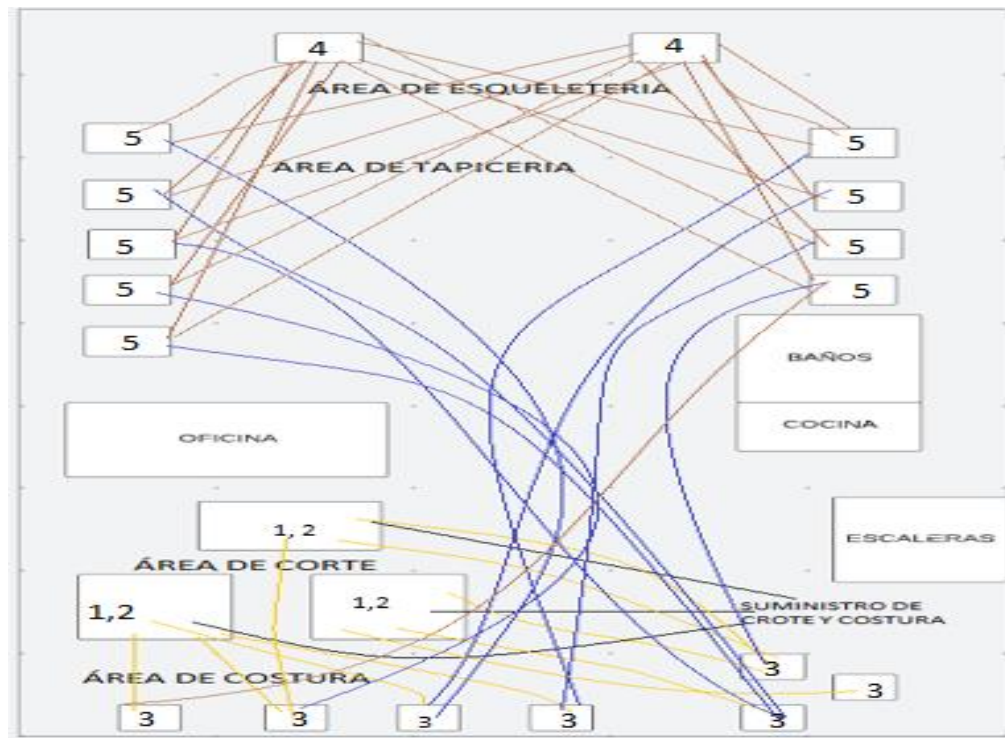 4 4
ÁREA DE ESQUELETERIA
5 5
ÁREA DE TAPICERIA
5 5
5 5
5 5
5
BAÑOS
COCINA
OFICINA
1, 2
ESCALERAS
ÁREA DE CORTE
1,2 1,2
SUMINISTRO DE
CROTE Y COSTURA
3
ÁREA DE COSTURA
3
3 3 3 3 3